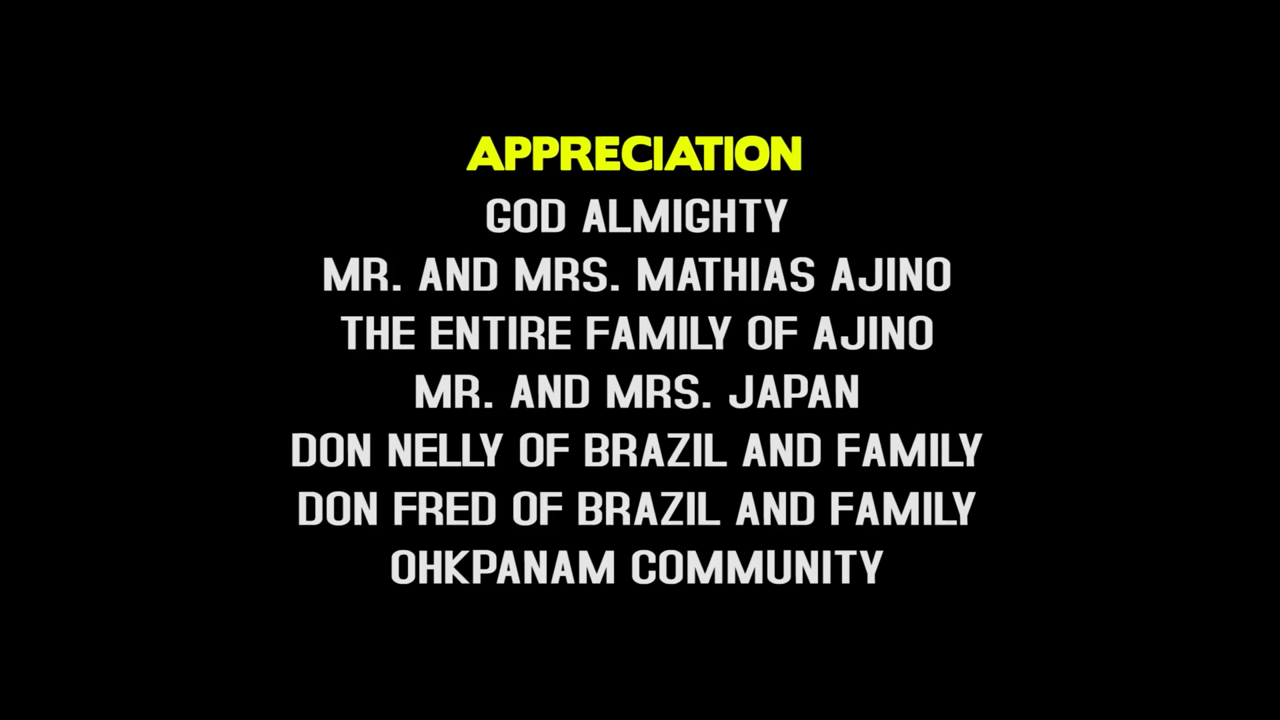 APPRECIATION
GOD ALMIGHTY
MR. AND MRS. MATHIAS AJINO
THE ENTIRE FAMILY OF AJINO
MR. AND MRS. JAPAN
DON NELLY OF BRAZIL AND FAMILY
DON FRED OF BRAZIL AND FAMILY
OHKPANAM COMMUNITY